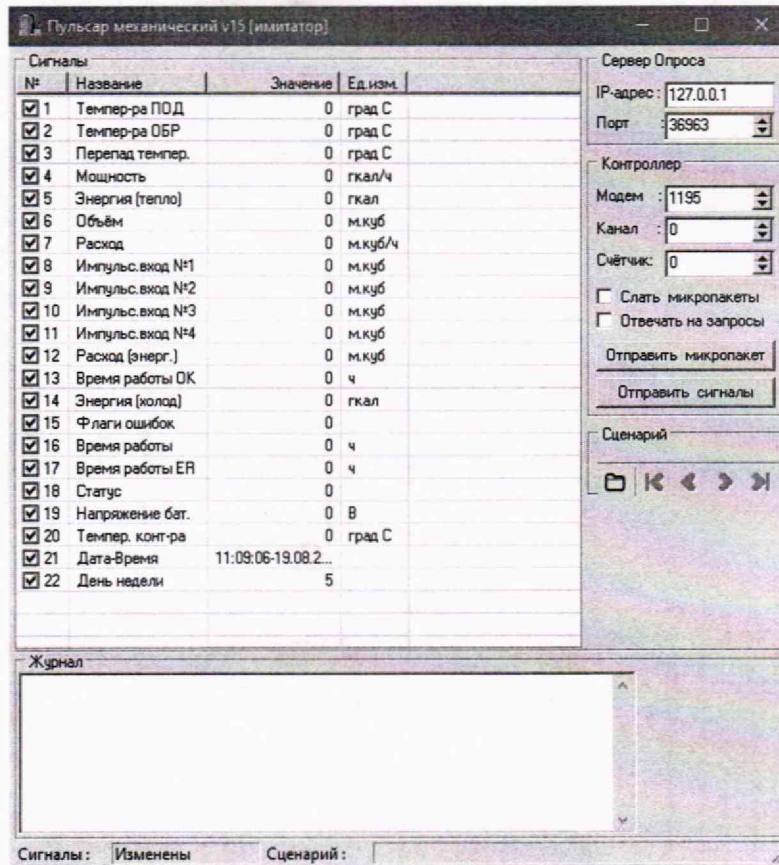 Пульсар механический v15 [имитатор]
Сигналы
№ Название Значение Ед.изм.
1 Темпер-ра ПОД 0 град С
2 Темпер-ра ОБР 0 град С
3 Перепад темпер. 0 град С
4 Мощность 0 гкал/ч
5 Энергия (тепло) 0 гкал
6 Объём 0 м.куб
7 Расход 0 м.куб/ч
8 Импульс.вход №1 0 м.куб
9 Импульс.вход №2 0 м.куб
10 Импульс.вход №3 0 м.куб
11 Импульс.вход №4 0 м.куб
12 Расход (энерг.) 0 м.куб
13 Время работы ОК 0 ч
14 Энергия (холод) 0 гкал
15 Флаги ошибок 0
16 Время работы 0 ч
17 Время работы ER 0 ч
18 Статус 0
19 Напряжение бат. 0 В
20 Темпер. конт-ра 0 град С
21 Дата-Время 11:09:06-19.08.2...
22 День недели 5
Сервер Опроса
IP-адрес: 127.0.0.1
Порт : 36963
Контроллер
Модем : 1195
Канал : 0
Счётчик: 0
Слать микропакеты
Отвечать на запросы
Отправить микропакет
Отправить сигналы
Сценарий
Журнал
Сигналы: Изменены Сценарий: